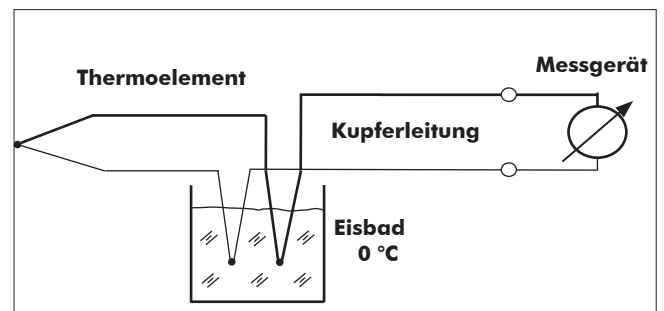 Messgerät
Thermoelement
Kupferleitung
Eisbad
0 °C